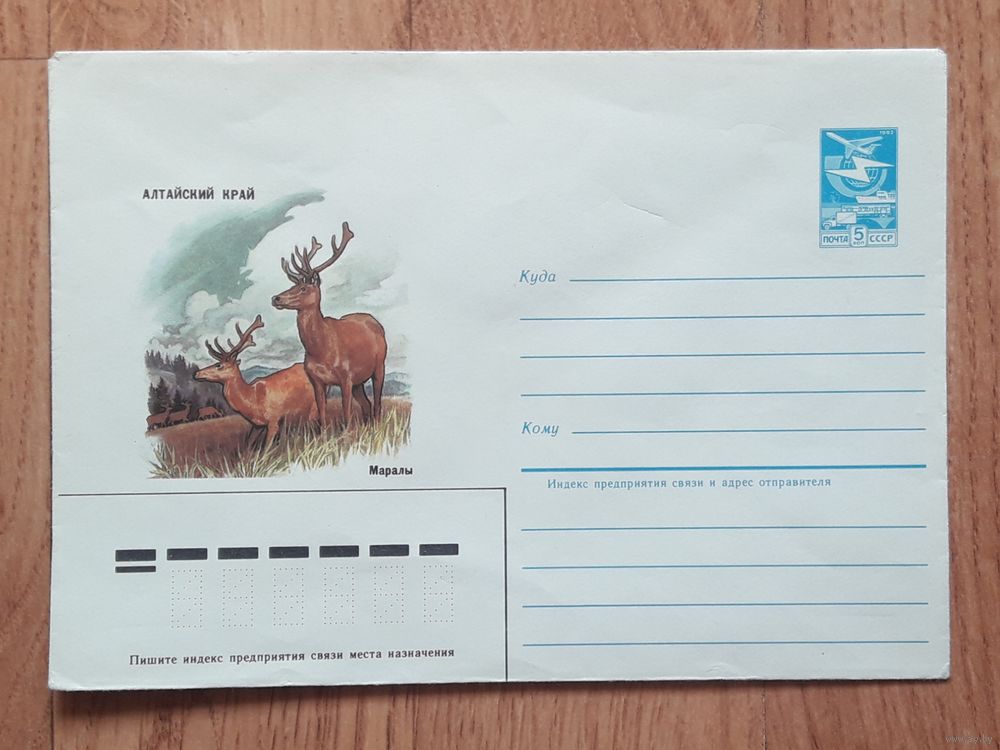 АЛТАЙСКИЙ КРАЙ
Маралы
1982
ПОЧТА 5 КОП СССР
Куда
Кому
Индекс предприятия связи и адрес отправителя
Пишите индекс предприятия связи места назначения